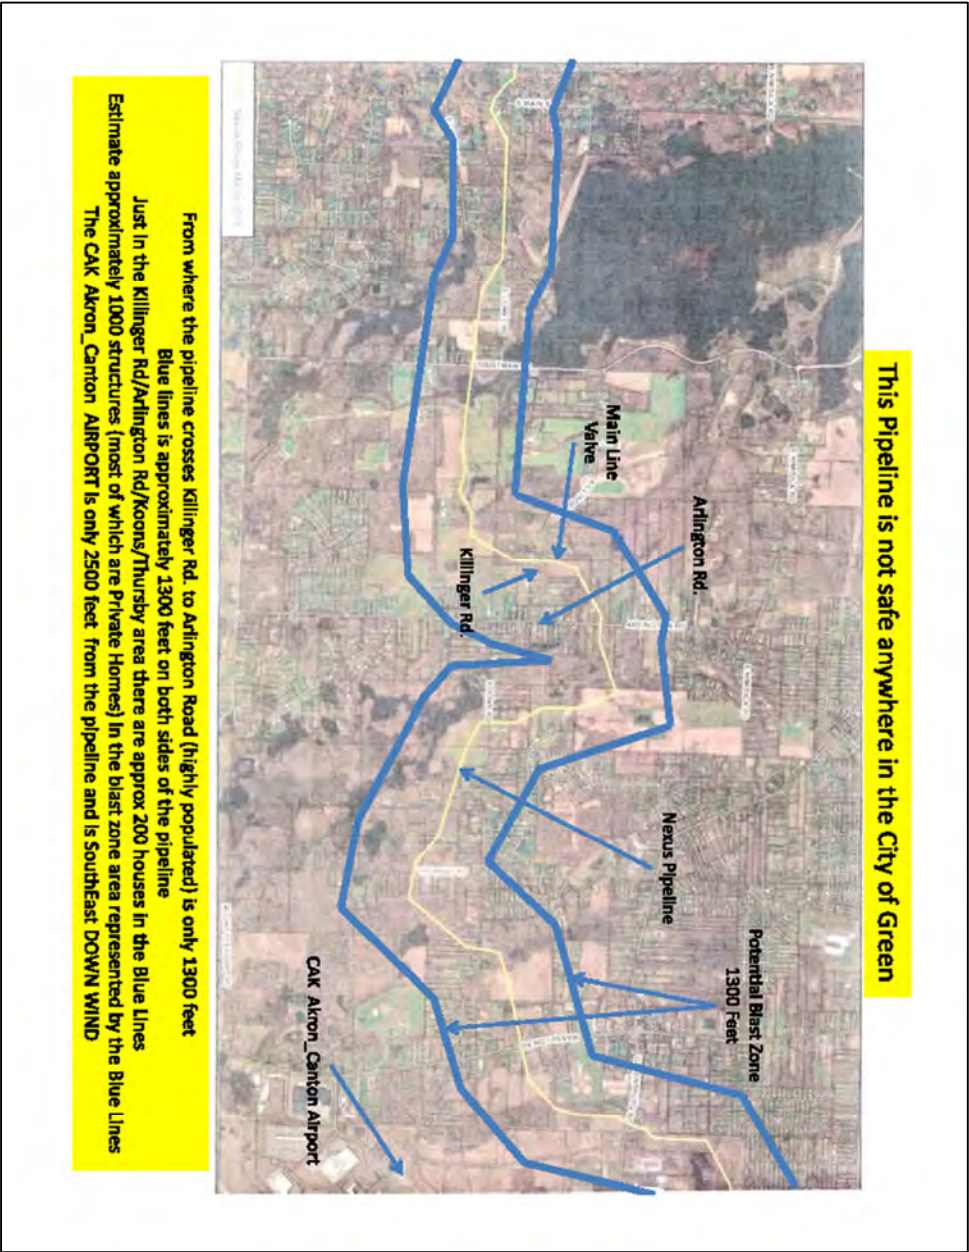 This Pipeline is not safe anywhere in the City of Green
Potential Blast Zone
1300 Feet
Arlington Rd.
Main Line
Valve
Nexus Pipeline
Killinger Rd.
CAK Akron_Canton Airport
From where the pipeline crosses Killinger Rd. to Arlington Road (highly populated) is only 1300 feet
Blue lines is approximately 1300 feet on both sides of the pipeline
Just in the Killinger Rd/Arlington Rd/Koons/Thursby area there are approx 200 houses in the Blue Lines
Estimate approximately 1000 structures (most of which are Private Homes) in the blast zone area represented by the Blue Lines
The CAK Akron_Canton AIRPORT is only 2500 feet from the pipeline and is SouthEast DOWN WIND